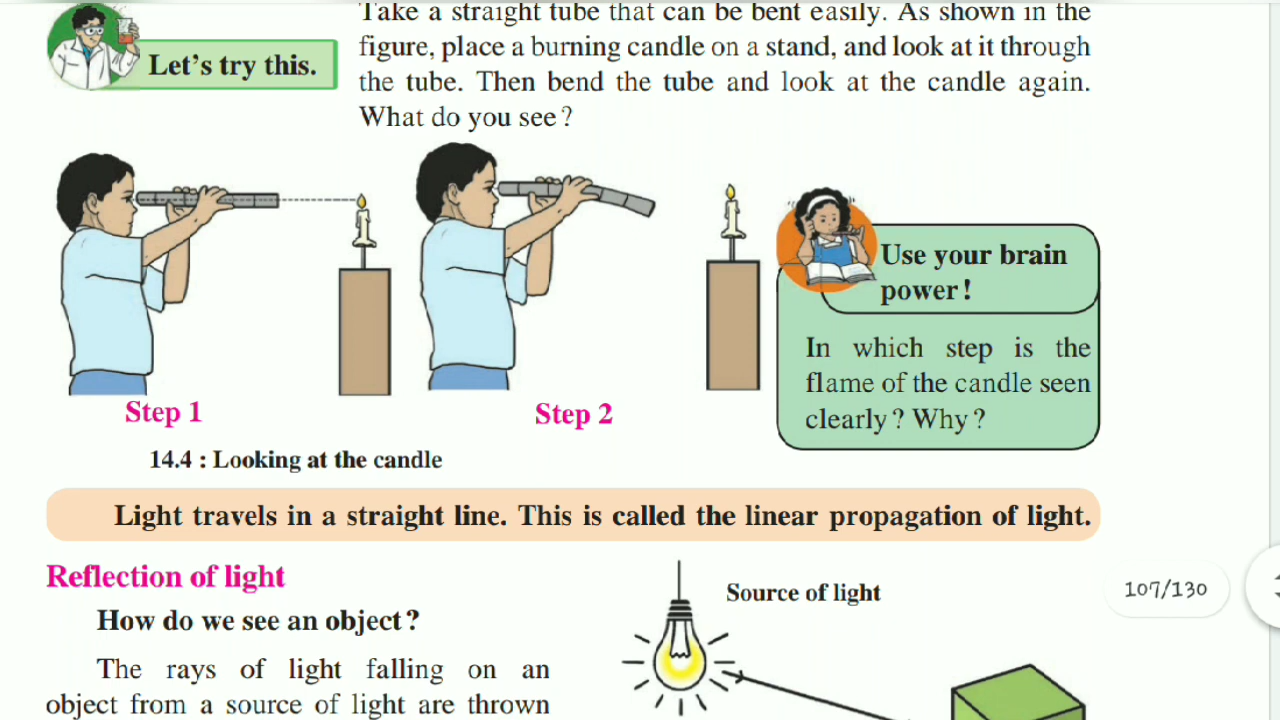 Take a straight tube that can be bent easily. As shown in the
Let's try this.
figure, place a burning candle on a stand, and look at it through
the tube. Then bend the tube and look at the candle again.
What do you see?
Use your brain
power!
In which step is the
flame of the candle seen
clearly? Why?
Step 1
Step 2
14.4 : Looking at the candle
Light travels in a straight line. This is called the linear propagation of light.
Reflection of light
How do we see an object?
The rays of light falling on an
object from a source of light are thrown
Source of light
107/130